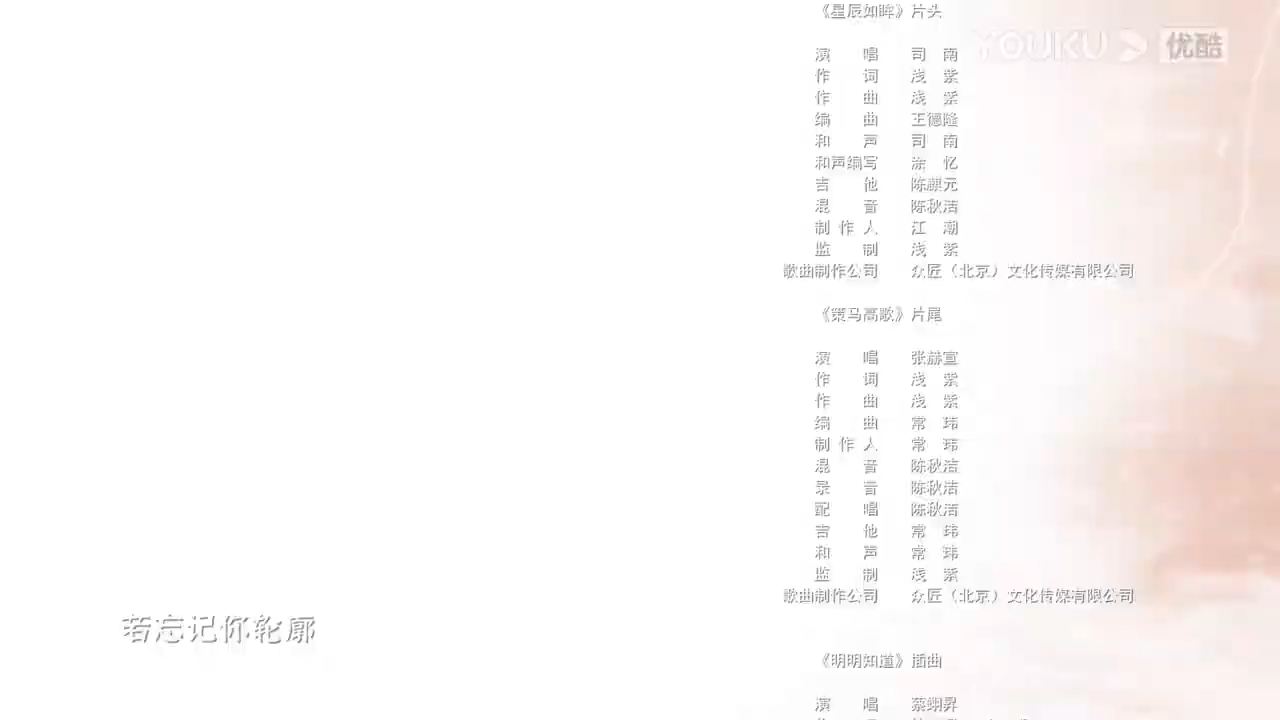 《星辰如眸》片头
YOUKU 优酷
演 唱 司 南
作 词 浅 紫
作 曲 浅 紫
编 曲 王德隆
和 声 司 南
和声编写 涂 忆
吉 他 陈麒元
混 音 陈秋洁
制 作 人 江 潮
监 制 浅 紫
歌曲制作公司 众匠（北京）文化传媒有限公司
《策马高歌》片尾
演 唱 张赫宣
作 词 浅 紫
作 曲 浅 紫
编 曲 常 玮
制 作 人 常 玮
混 音 陈秋洁
录 音 陈秋洁
配 唱 陈秋洁
吉 他 常 玮
和 声 常 玮
监 制 浅 紫
歌曲制作公司 众匠（北京）文化传媒有限公司
若忘记你轮廓
《明明知道》插曲
演 唱 蔡翊昇